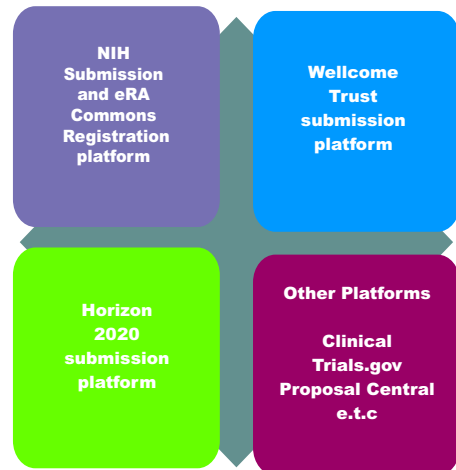 NIH
Submission
and eRA
Commons
Registration
platform
Wellcome
Trust
submission
platform
Horizon
2020
submission
platform
Other Platforms
Clinical
Trials.gov
Proposal Central
e.t.c